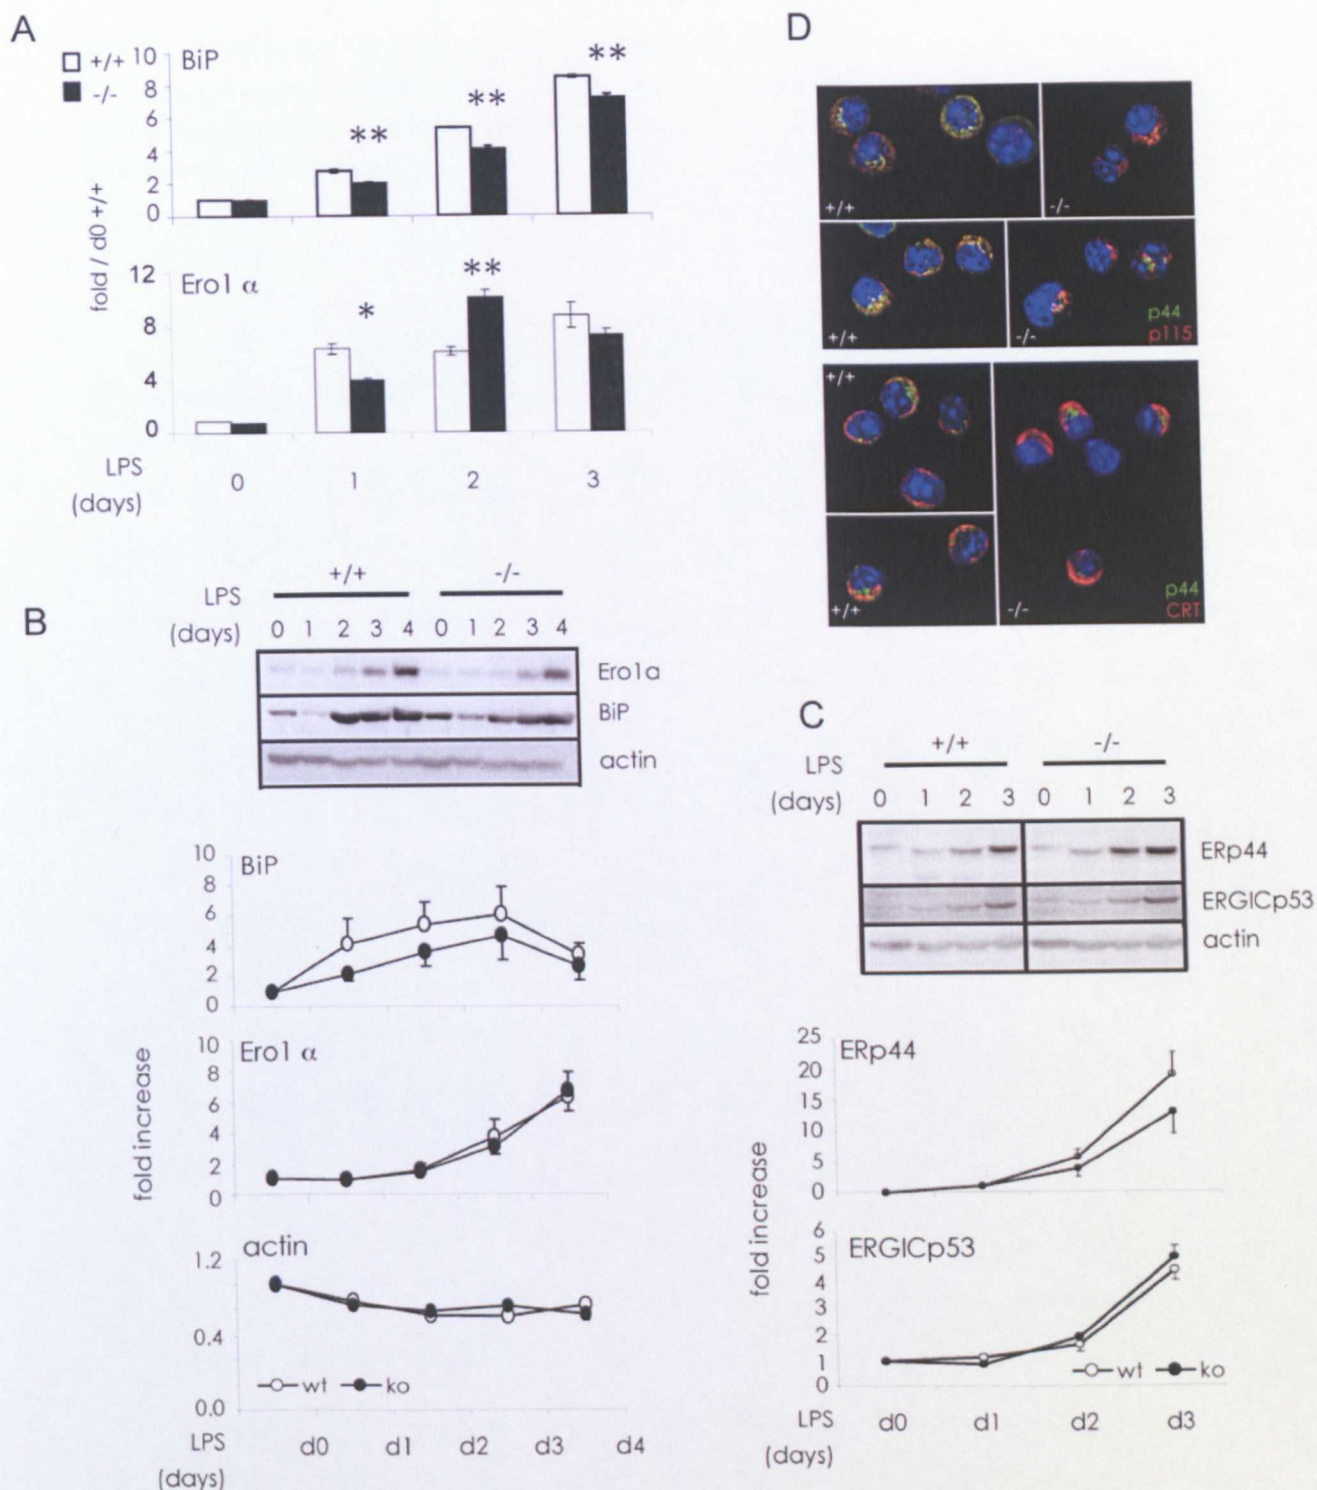 A
+/+
-/-
BiP
10
8
6
4
2
0
** ** **
fold / d0 +/+
Ero1 α
12
8
4
0
* **
LPS (days)
0 1 2 3
B
+/+ -/-
LPS (days)
0 1 2 3 4 0 1 2 3 4
Ero1a
BiP
actin
BiP
10
8
6
4
2
0
Ero1 α
10
8
6
4
2
0
fold increase
actin
1.2
0.4
0.0
wt ko
LPS (days)
d0 d1 d2 d3 d4
D
+/+
-/-
+/+
-/-
p44
p115
+/+
+/+
-/-
p44
CRT
C
+/+ -/-
LPS (days)
0 1 2 3 0 1 2 3
ERp44
ERGICp53
actin
ERp44
25
20
15
10
5
0
fold increase
ERGICp53
6
5
4
3
2
1
0
wt ko
LPS (days)
d0 d1 d2 d3